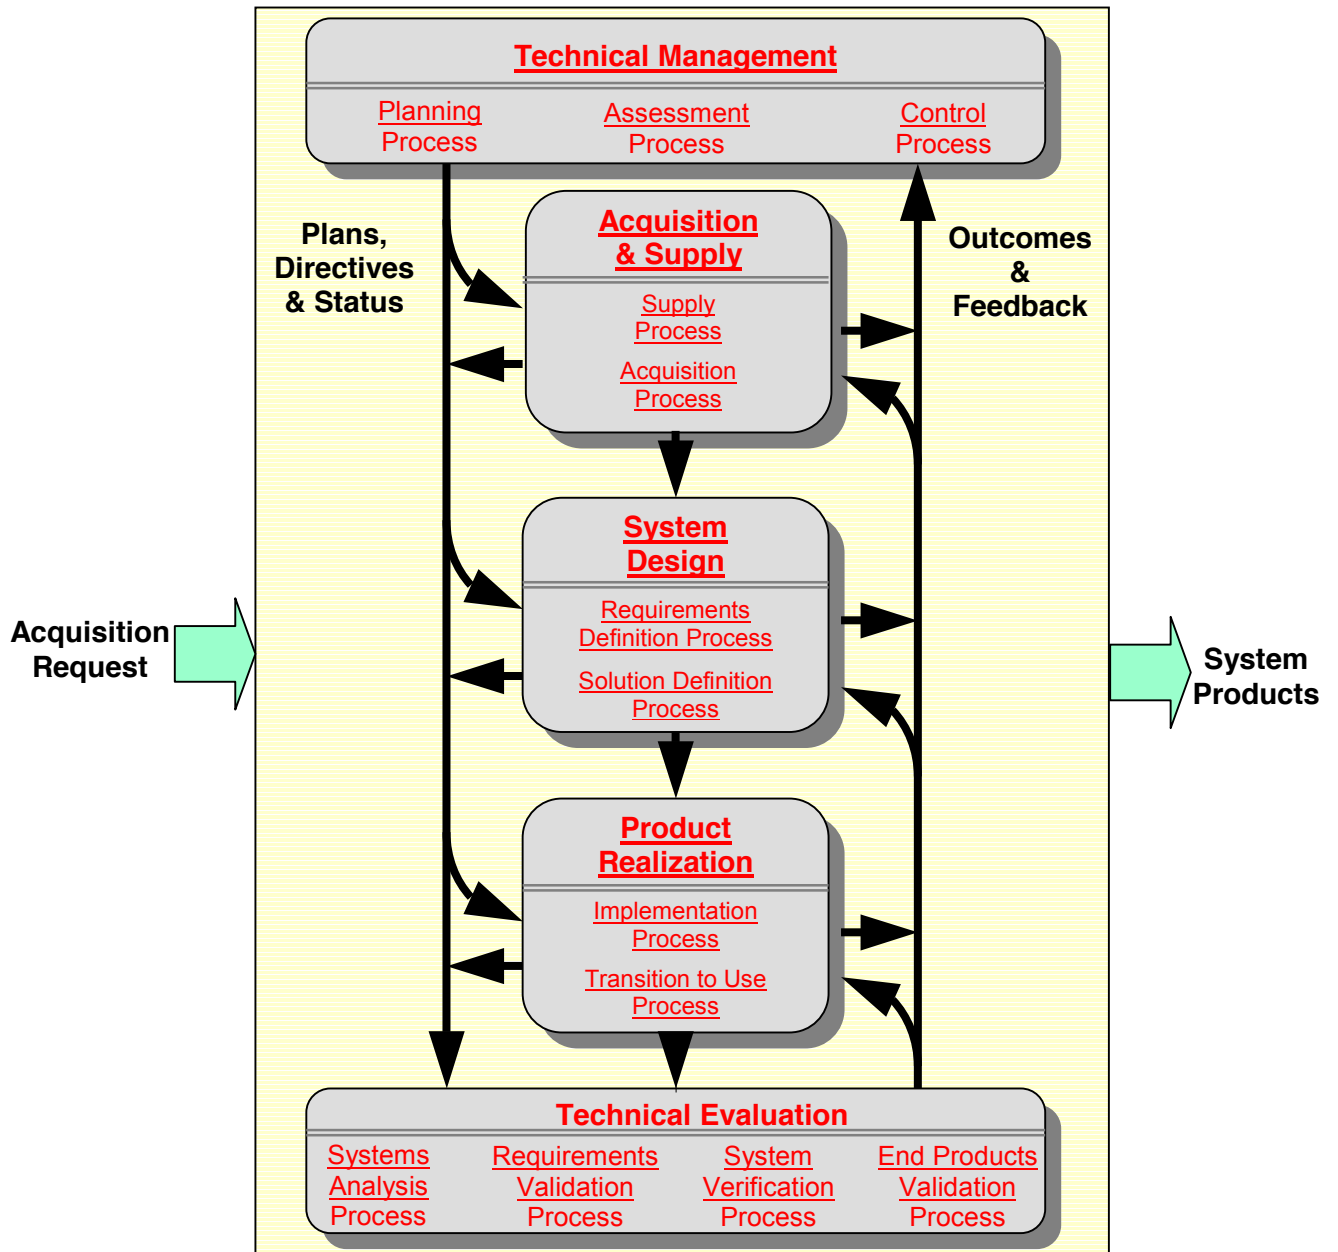 Technical Management
Planning
Process
Assessment
Process
Control
Process
Plans,
Directives
& Status
Acquisition
& Supply
Supply
Process
Acquisition
Process
Outcomes
&
Feedback
System
Design
Requirements
Definition Process
Solution Definition
Process
Acquisition
Request
System
Products
Product
Realization
Implementation
Process
Transition to Use
Process
Technical Evaluation
Systems
Analysis
Process
Requirements
Validation
Process
System
Verification
Process
End Products
Validation
Process